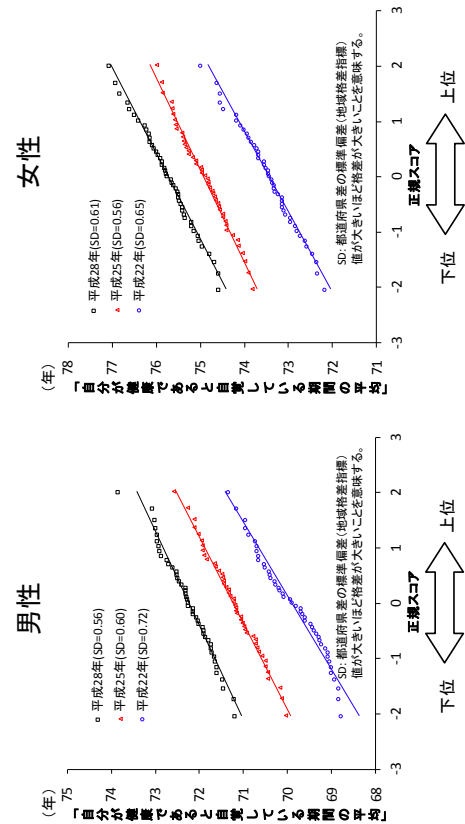 男性
(年)
「自分が健康であると自覚している期間の平均」
75
74
73
72
71
70
69
68
□ 平成28年(SD=0.56)
△ 平成25年(SD=0.60)
○ 平成22年(SD=0.72)
SD: 都道府県差の標準偏差(地域格差指標)
値が大きいほど格差が大きいことを意味する。
-3 -2 -1 0 1 2 3
正規スコア
下位 上位
女性
(年)
「自分が健康であると自覚している期間の平均」
78
77
76
75
74
73
72
71
□ 平成28年(SD=0.61)
△ 平成25年(SD=0.56)
○ 平成22年(SD=0.65)
SD: 都道府県差の標準偏差(地域格差指標)
値が大きいほど格差が大きいことを意味する。
-3 -2 -1 0 1 2 3
正規スコア
下位 上位